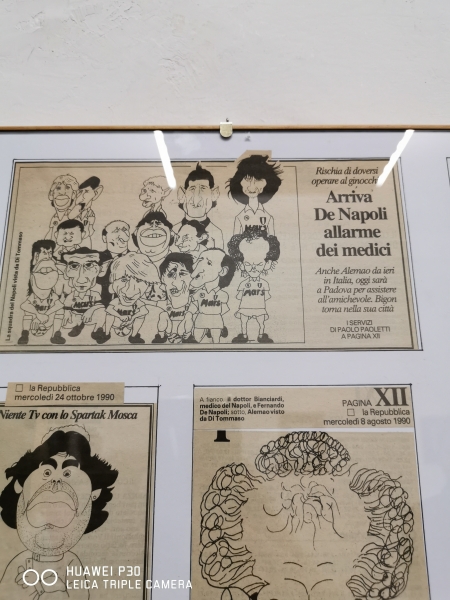 La squadra del Napoli vista da Di Tommaso
MARS
MARS
MARS
Rischia di doversi
operare al ginocchio
Arriva
De Napoli
allarme
dei medici
Anche Alemao da ieri
in Italia, oggi sarà
a Padova per assistere
all'amichevole. Bigon
torna nella sua città
I SERVIZI
DI PAOLO PAOLETTI
A PAGINA XII
la Repubblica
mercoledì 24 ottobre 1990
Niente Tv con lo Spartak Mosca
A fianco il dottor Bianciardi,
medico del Napoli, e Fernando
De Napoli; sotto, Alemao visto
da Di Tommaso
PAGINA XII
la Repubblica
mercoledì 8 agosto 1990
HUAWEI P30
LEICA TRIPLE CAMERA